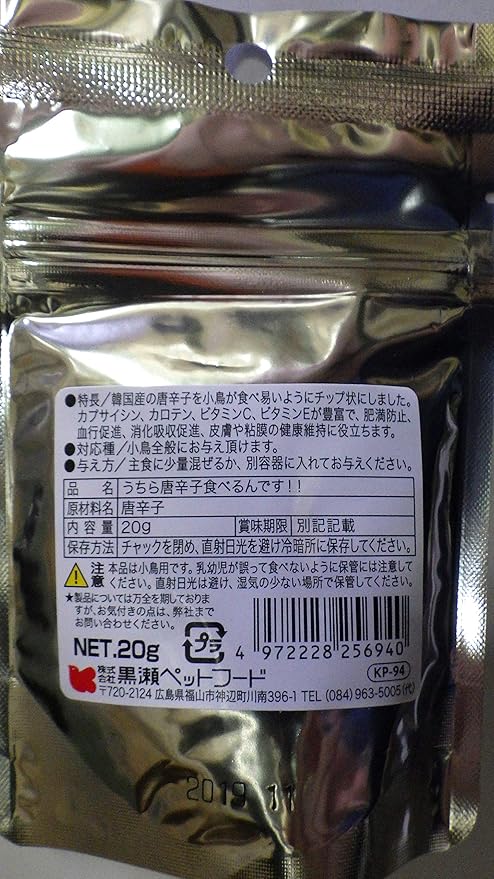 ●特長／韓国産の唐辛子を小鳥が食べ易いようにチップ状にしました。
カプサイシン、カロテン、ビタミンC、ビタミンEが豊富で、肥満防止、
血行促進、消化吸収促進、皮膚や粘膜の健康維持に役立ちます。
●対応種／小鳥全般にお与え頂けます。
●与え方／主食に少量混ぜるか、別容器に入れてお与えください。
品 名 うちら唐辛子食べるんです！！
原材料名 唐辛子
内 容 量 20g 賞味期限 別記記載
保存方法 チャックを閉め、直射日光を避け冷暗所に保存してください。
注意 本品は小鳥用です。乳幼児が誤って食べないように保管には注意して
ください。直射日光は避け、湿気の少ない場所で保管してください。
★製品については万全を期しておりま
すが、お気付きの点は、弊社まで
お問い合わせください。
NET.20g プラ 4 972228 256940
株式会社 黒瀬ペットフード KP-94
〒720-2124 広島県福山市神辺町川南396-1 TEL (084) 963-5005 (代)
2019 11